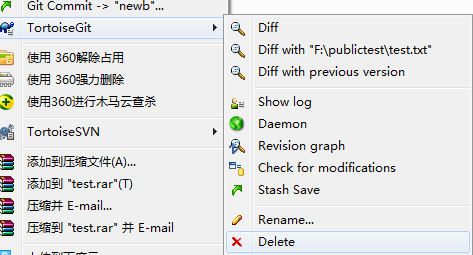 Git Commit -> "newb"...
TortoiseGit
使用 360解除占用
使用 360强力删除
使用360进行木马云查杀
TortoiseSVN
添加到压缩文件(A)...
添加到 "test.rar"(T)
压缩并 E-mail...
压缩到 "test.rar" 并 E-mail
Diff
Diff with "F:\publictest\test.txt"
Diff with previous version
Show log
Daemon
Revision graph
Check for modifications
Stash Save
Rename...
Delete